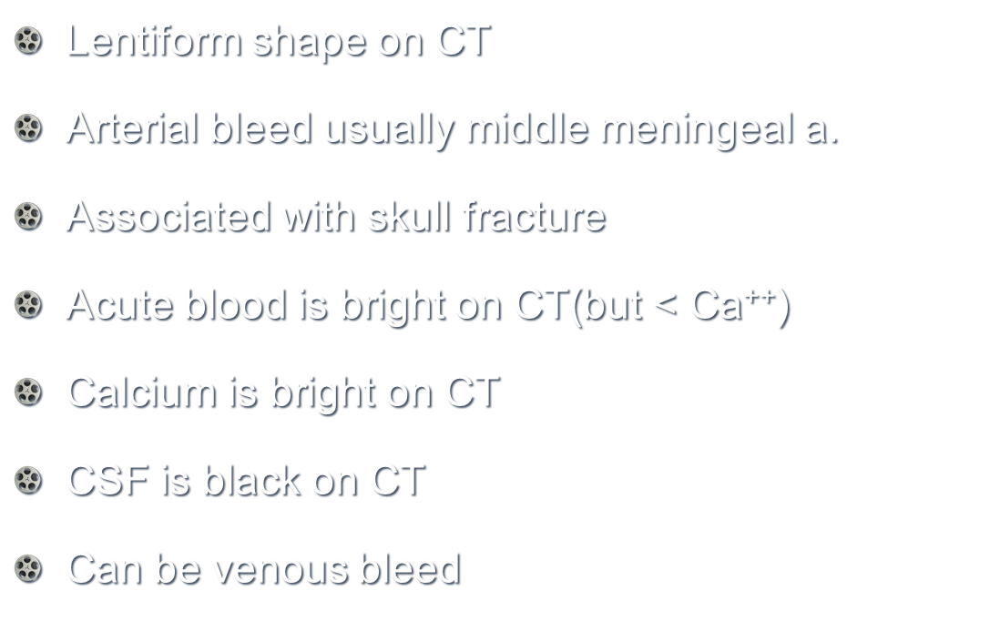 Lentiform shape on CT
Arterial bleed usually middle meningeal a.
Associated with skull fracture
Acute blood is bright on CT(but < Ca⁺⁺)
Calcium is bright on CT
CSF is black on CT
Can be venous bleed